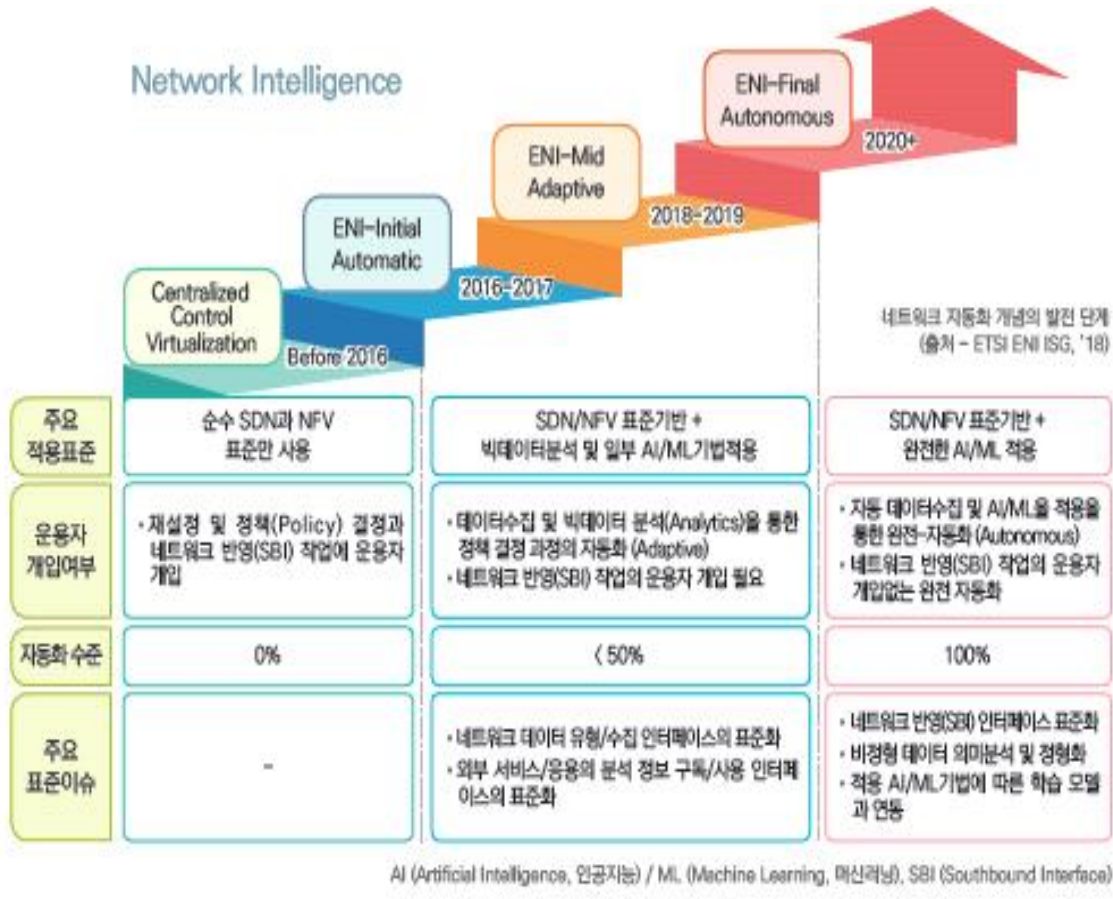 Network Intelligence
ENI-Final
Autonomous
2020+
ENI-Mid
Adaptive
2018-2019
ENI-Initial
Automatic
2016-2017
Centralized
Control
Virtualization
Before 2016
네트워크 자동화 개념의 발전 단계
(출처 - ETSI ENI ISG, '18)
주요
적용표준
순수 SDN과 NFV
표준만 사용
SDN/NFV 표준기반 +
빅데이터분석 및 일부 AI/ML기법적용
SDN/NFV 표준기반 +
완전한 AI/ML 적용
운용자
개입여부
• 재설정 및 정책(Policy) 결정과
네트워크 반영(SBI) 작업에 운용자
개입
• 데이터수집 및 빅데이터 분석(Analytics)을 통한
정책 결정 과정의 자동화 (Adaptive)
• 네트워크 반영(SBI) 작업의 운용자 개입 필요
• 자동 데이터수집 및 AI/ML을 적용을
통한 완전-자동화 (Autonomous)
• 네트워크 반영(SBI) 작업의 운용자
개입없는 완전 자동화
자동화 수준
0%
< 50%
100%
주요
표준이슈
-
• 네트워크 데이터 유형/수집 인터페이스의 표준화
• 외부 서비스/응용의 분석 정보 구독/사용 인터페
이스의 표준화
• 네트워크 반영(SBI) 인터페이스 표준화
• 비정형 데이터 의미분석 및 정형화
• 적용 AI/ML기법에 따른 학습 모델
과 연동
AI (Artificial Intelligence, 인공지능) / ML (Machine Learning, 머신러닝), SBI (Southbound Interface)